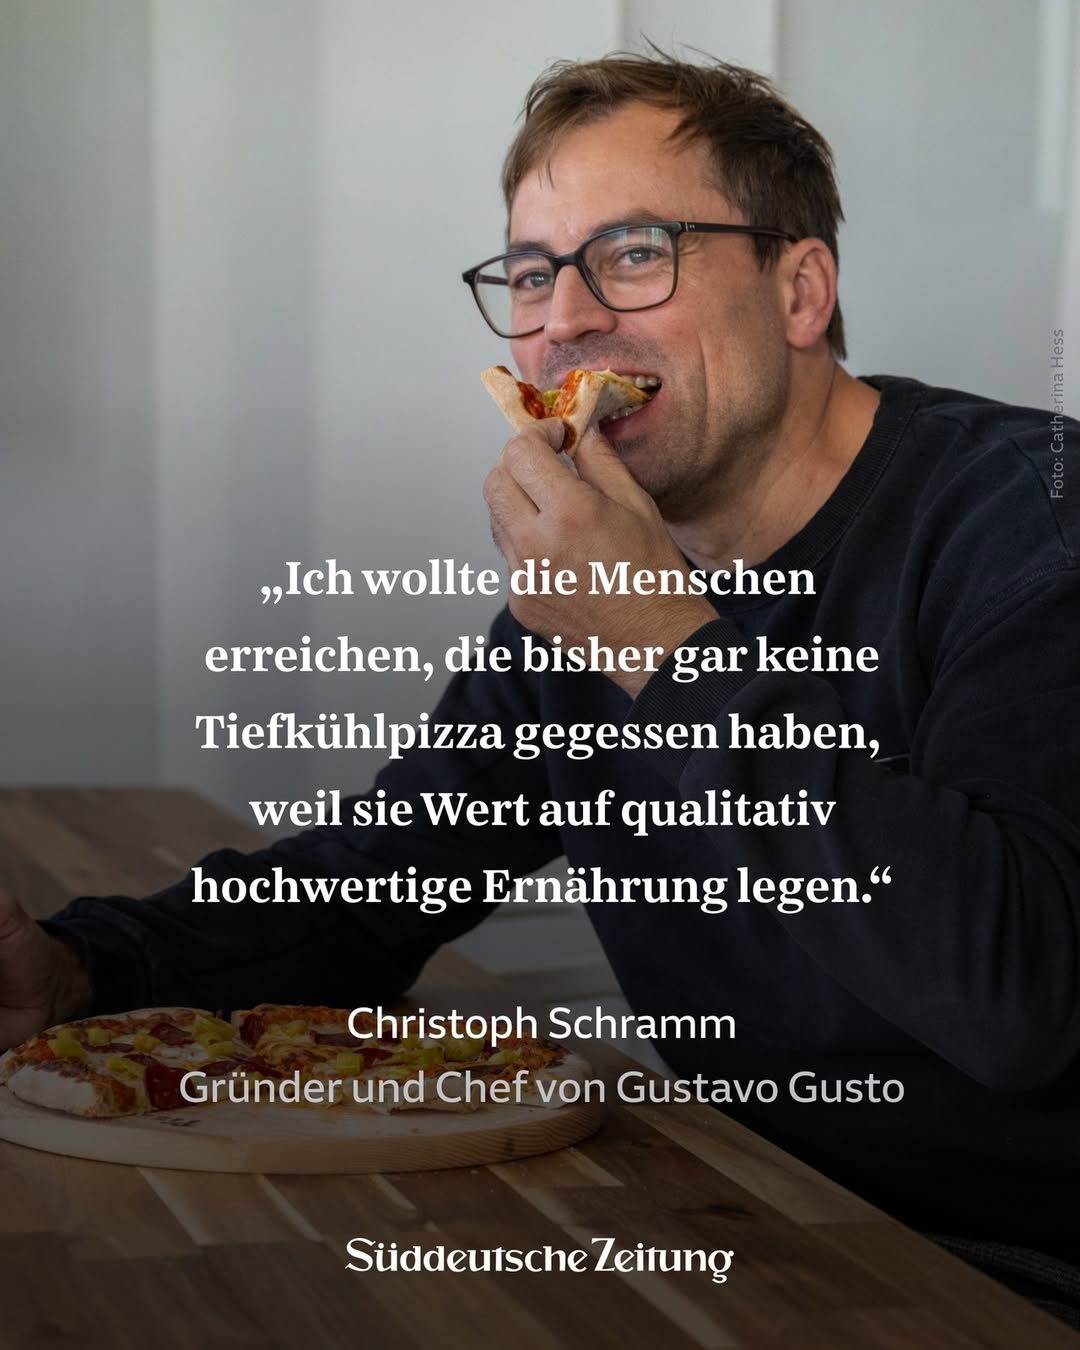 Foto: Catherina Hess
„Ich wollte die Menschen
erreichen, die bisher gar keine
Tiefkühlpizza gegessen haben,
weil sie Wert auf qualitativ
hochwertige Ernährung legen.“
Christoph Schramm
Gründer und Chef von Gustavo Gusto
Süddeutsche Zeitung